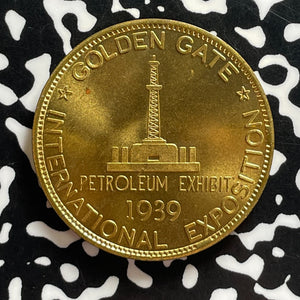 GOLDEN GATE
INTERNATIONAL EXPOSITION
PETROLEUM EXHIBIT
1939